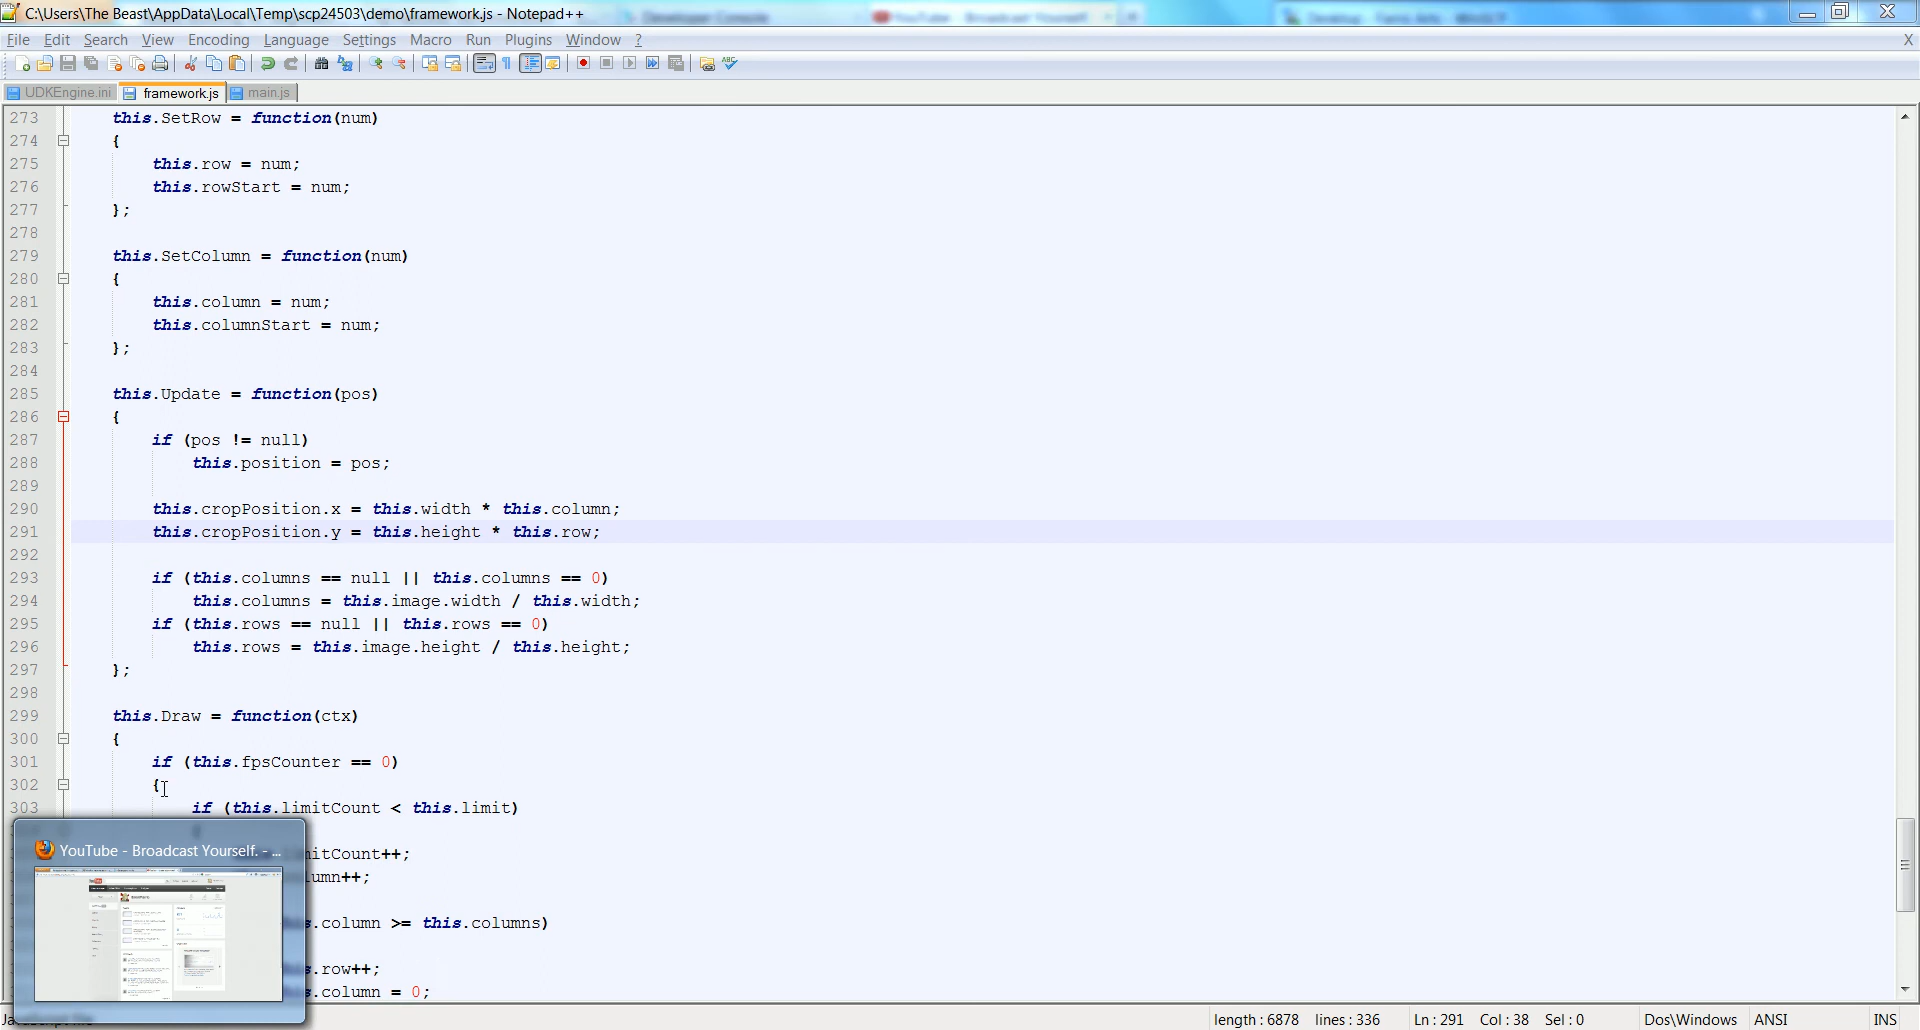 C:\Users\The Beast\AppData\Local\Temp\scp24503\demo\framework.js - Notepad++
File Edit Search View Encoding Language Settings Macro Run Plugins Window ? X
UDKEngine.ini framework.js main.js
273 this.SetRow = function(num)
274 {
275 this.row = num;
276 this.rowStart = num;
277 };
278
279 this.SetColumn = function(num)
280 {
281 this.column = num;
282 this.columnStart = num;
283 };
284
285 this.Update = function(pos)
286 {
287 if (pos != null)
288 this.position = pos;
289
290 this.cropPosition.x = this.width * this.column;
291 this.cropPosition.y = this.height * this.row;
292
293 if (this.columns == null || this.columns == 0)
294 this.columns = this.image.width / this.width;
295 if (this.rows == null || this.rows == 0)
296 this.rows = this.image.height / this.height;
297 };
298
299 this.Draw = function(ctx)
300 {
301 if (this.fpsCounter == 0)
302 {
303 if (this.limitCount < this.limit)
YouTube - Broadcast Yourself. - ...
itCount++;
umn++;
.column >= this.columns)
.row++;
.column = 0;
length : 6878 lines : 336 Ln : 291 Col : 38 Sel : 0 Dos\Windows ANSI INS